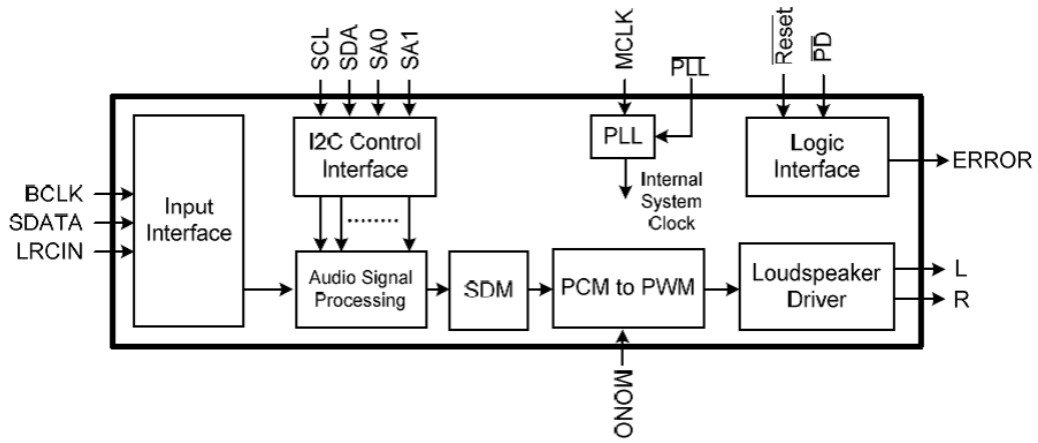 SCL
SDA
SA0
SA1
MCLK
PLL
Reset
PD
I2C Control
Interface
PLL
Logic
Interface
ERROR
BCLK
SDATA
LRCIN
Input
Interface
........
Internal
System
Clock
Audio Signal
Processing
SDM
PCM to PWM
Loudspeaker
Driver
L
R
MONO